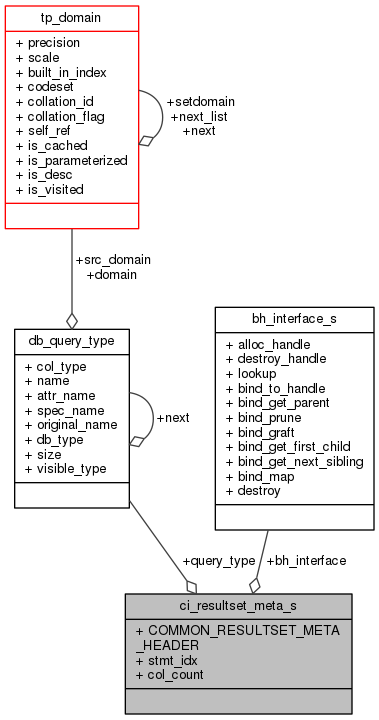 tp_domain
+ precision
+ scale
+ built_in_index
+ codeset
+ collation_id
+ collation_flag
+ self_ref
+ is_cached
+ is_parameterized
+ is_desc
+ is_visited
+setdomain
+next_list
+next
+src_domain
+domain
db_query_type
+ col_type
+ name
+ attr_name
+ spec_name
+ original_name
+ db_type
+ size
+ visible_type
+next
bh_interface_s
+ alloc_handle
+ destroy_handle
+ lookup
+ bind_to_handle
+ bind_get_parent
+ bind_prune
+ bind_graft
+ bind_get_first_child
+ bind_get_next_sibling
+ bind_map
+ destroy
+query_type
+bh_interface
ci_resultset_meta_s
+ COMMON_RESULTSET_META
_HEADER
+ stmt_idx
+ col_count